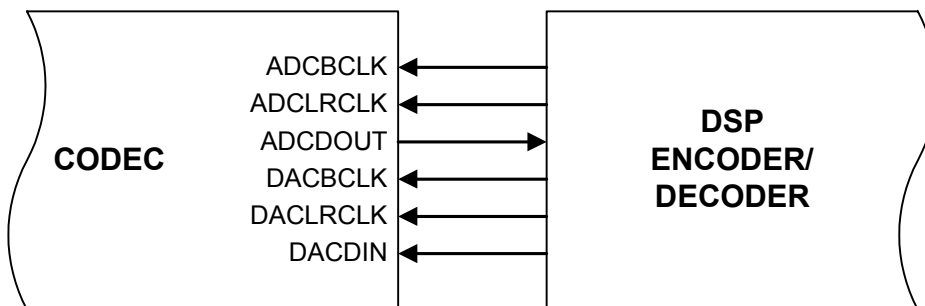 CODEC
ADCBCLK
ADCLRCLK
ADCDOUT
DACBCLK
DACLRCLK
DACDIN
DSP
ENCODER/
DECODER